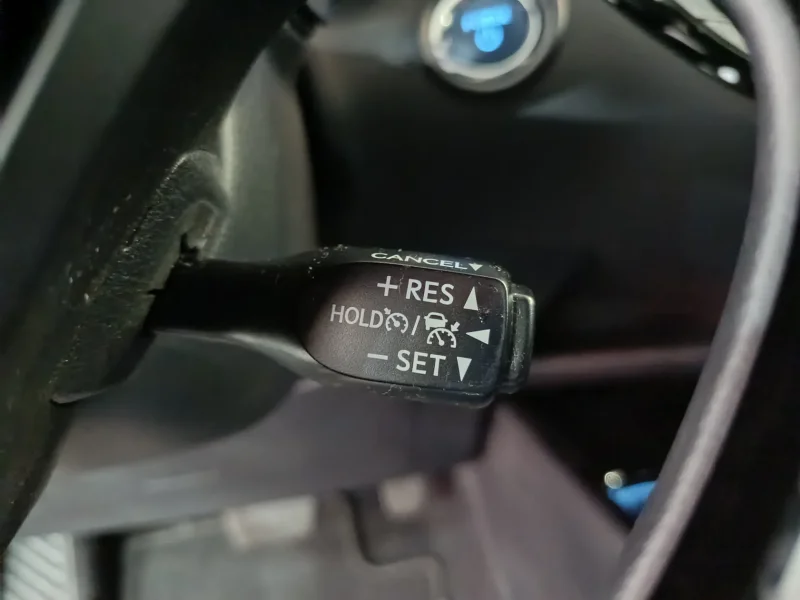 CANCEL▼
+RES▲
HOLD / ◀
− SET▼